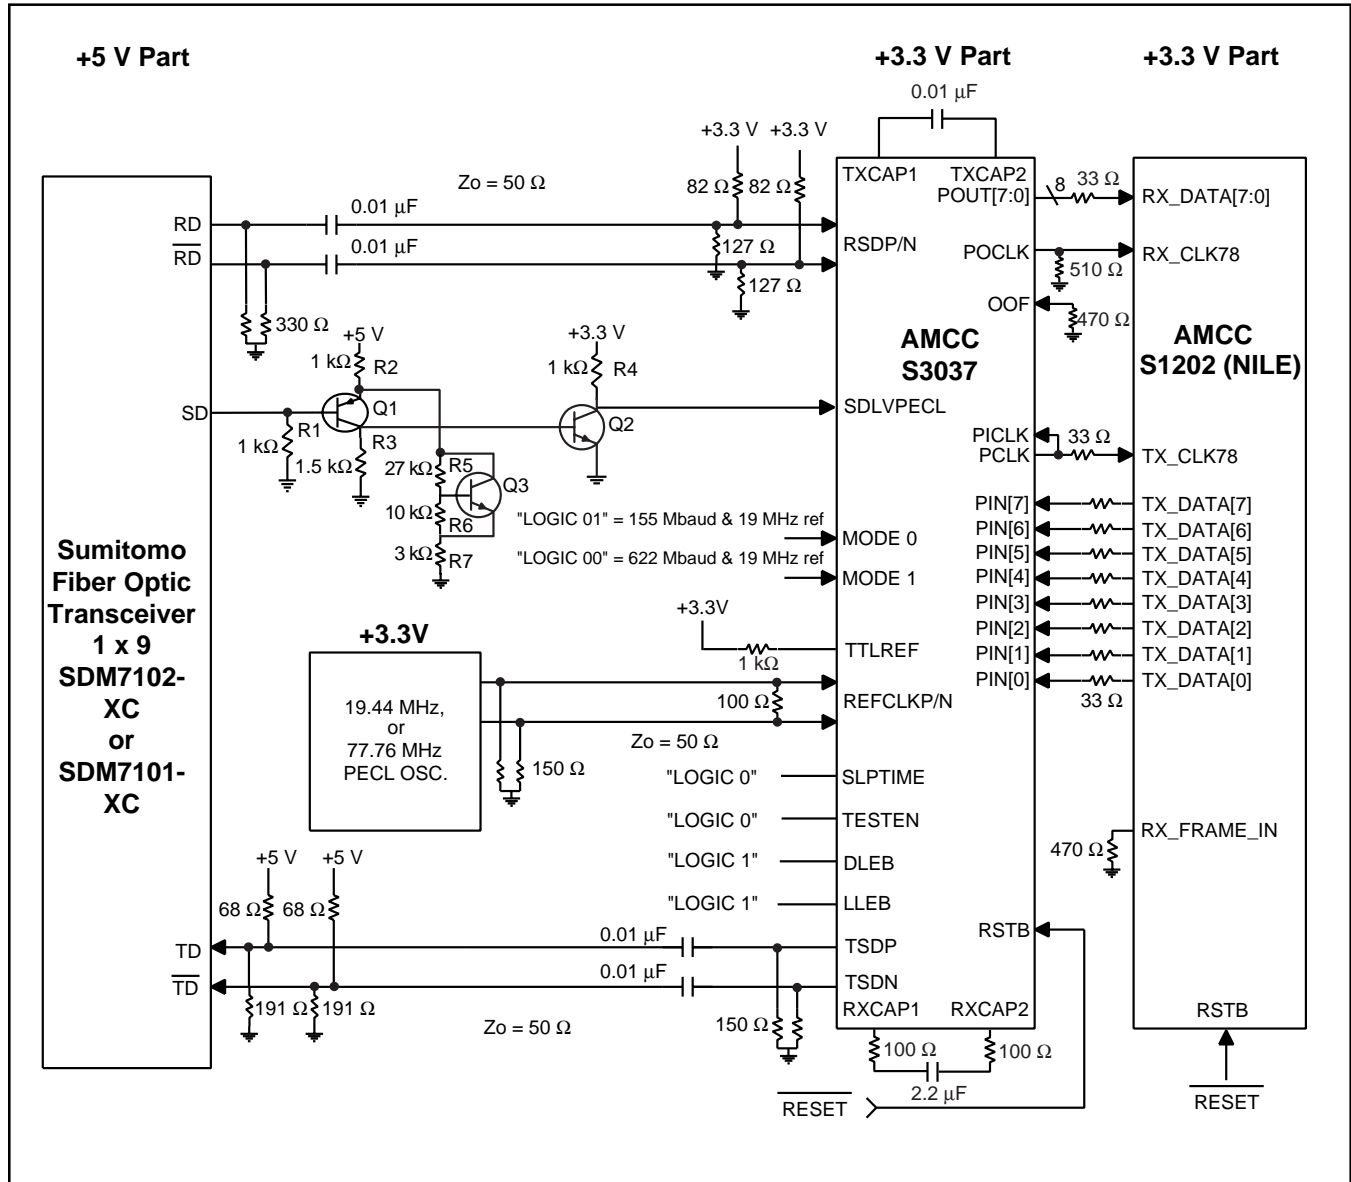 +5 V Part
+3.3 V Part
+3.3 V Part
0.01 μF
+3.3 V
+3.3 V
TXCAP1
TXCAP2
Zo = 50 Ω
82 Ω
82 Ω
POUT[7:0]
8
33 Ω
RX_DATA[7:0]
RD
0.01 μF
RD
0.01 μF
RSDP/N
127 Ω
127 Ω
POCLK
510 Ω
RX_CLK78
OOF
470 Ω
330 Ω
+5 V
1 kΩ
R2
+3.3 V
1 kΩ
R4
AMCC
S3037
AMCC
S1202 (NILE)
SD
R1
1 kΩ
Q1
R3
1.5 kΩ
Q2
SDLVPECL
PICLK
PCLK
33 Ω
TX_CLK78
27 kΩ
R5
Q3
10 kΩ
R6
3 kΩ
R7
"LOGIC 01" = 155 Mbaud & 19 MHz ref
MODE 0
"LOGIC 00" = 622 Mbaud & 19 MHz ref
MODE 1
PIN[7]
TX_DATA[7]
PIN[6]
TX_DATA[6]
PIN[5]
TX_DATA[5]
PIN[4]
TX_DATA[4]
PIN[3]
TX_DATA[3]
PIN[2]
TX_DATA[2]
PIN[1]
TX_DATA[1]
PIN[0]
TX_DATA[0]
33 Ω
Sumitomo
Fiber Optic
Transceiver
1 x 9
SDM7102-
XC
or
SDM7101-
XC
+3.3V
19.44 MHz,
or
77.76 MHz
PECL OSC.
+3.3V
1 kΩ
TTLREF
100 Ω
REFCLKP/N
Zo = 50 Ω
150 Ω
"LOGIC 0"
SLPTIME
"LOGIC 0"
TESTEN
"LOGIC 1"
DLEB
"LOGIC 1"
LLEB
RX_FRAME_IN
470 Ω
+5 V
+5 V
68 Ω
68 Ω
TD
0.01 μF
TSDP
RSTB
TD
0.01 μF
TSDN
191 Ω
191 Ω
Zo = 50 Ω
150 Ω
RXCAP1
RXCAP2
100 Ω
100 Ω
2.2 μF
RESET
RSTB
RESET